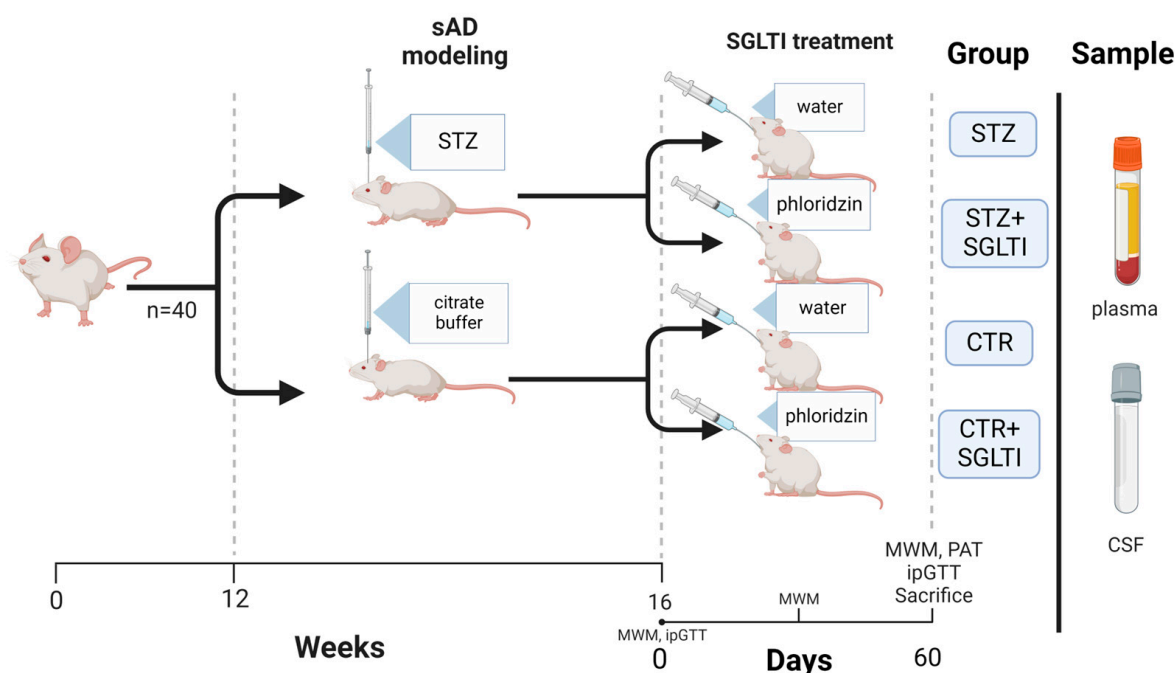 sAD
modeling
SGLTI treatment
Group
Sample
STZ
water
STZ
phloridzin
STZ+
SGLTI
n=40
citrate
buffer
water
CTR
plasma
phloridzin
CTR+
SGLTI
CSF
MWM, PAT
ipGTT
Sacrifice
0
12
16
MWM
MWM, ipGTT
Weeks
0
Days
60